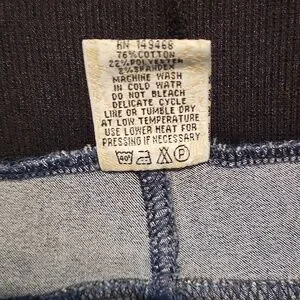 RN 149468
76% COTTON
22% POLYESTER
2% SPANDEX
MACHINE WASH
IN COLD WATR
DO NOT BLEACH
DELICATE CYCLE
LINE OR TUMBLE DRY
AT LOW TEMPERATURE
USE LOWER HEAT FOR
PRESSING IF NECESSARY
40° P